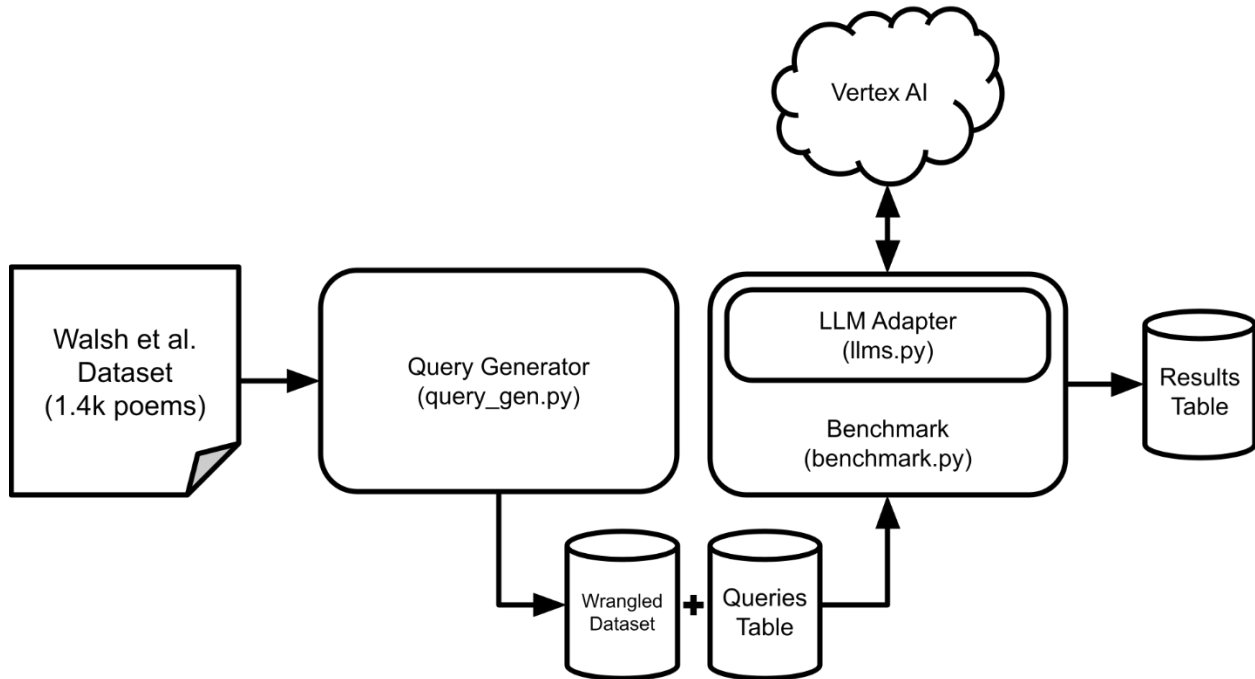 Vertex AI
Walsh et al.
Dataset
(1.4k poems)
Query Generator
(query_gen.py)
LLM Adapter
(llms.py)
Benchmark
(benchmark.py)
Results
Table
Wrangled
Dataset
+
Queries
Table